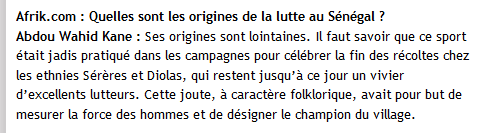 Afrik.com : Quelles sont les origines de la lutte au Sénégal ?
Abdou Wahid Kane : Ses origines sont lointaines. Il faut savoir que ce sport
était jadis pratiqué dans les campagnes pour célébrer la fin des récoltes chez
les ethnies Sérères et Diolas, qui restent jusqu’à ce jour un vivier
d’excellents lutteurs. Cette joute, à caractère folklorique, avait pour but de
mesurer la force des hommes et de désigner le champion du village.